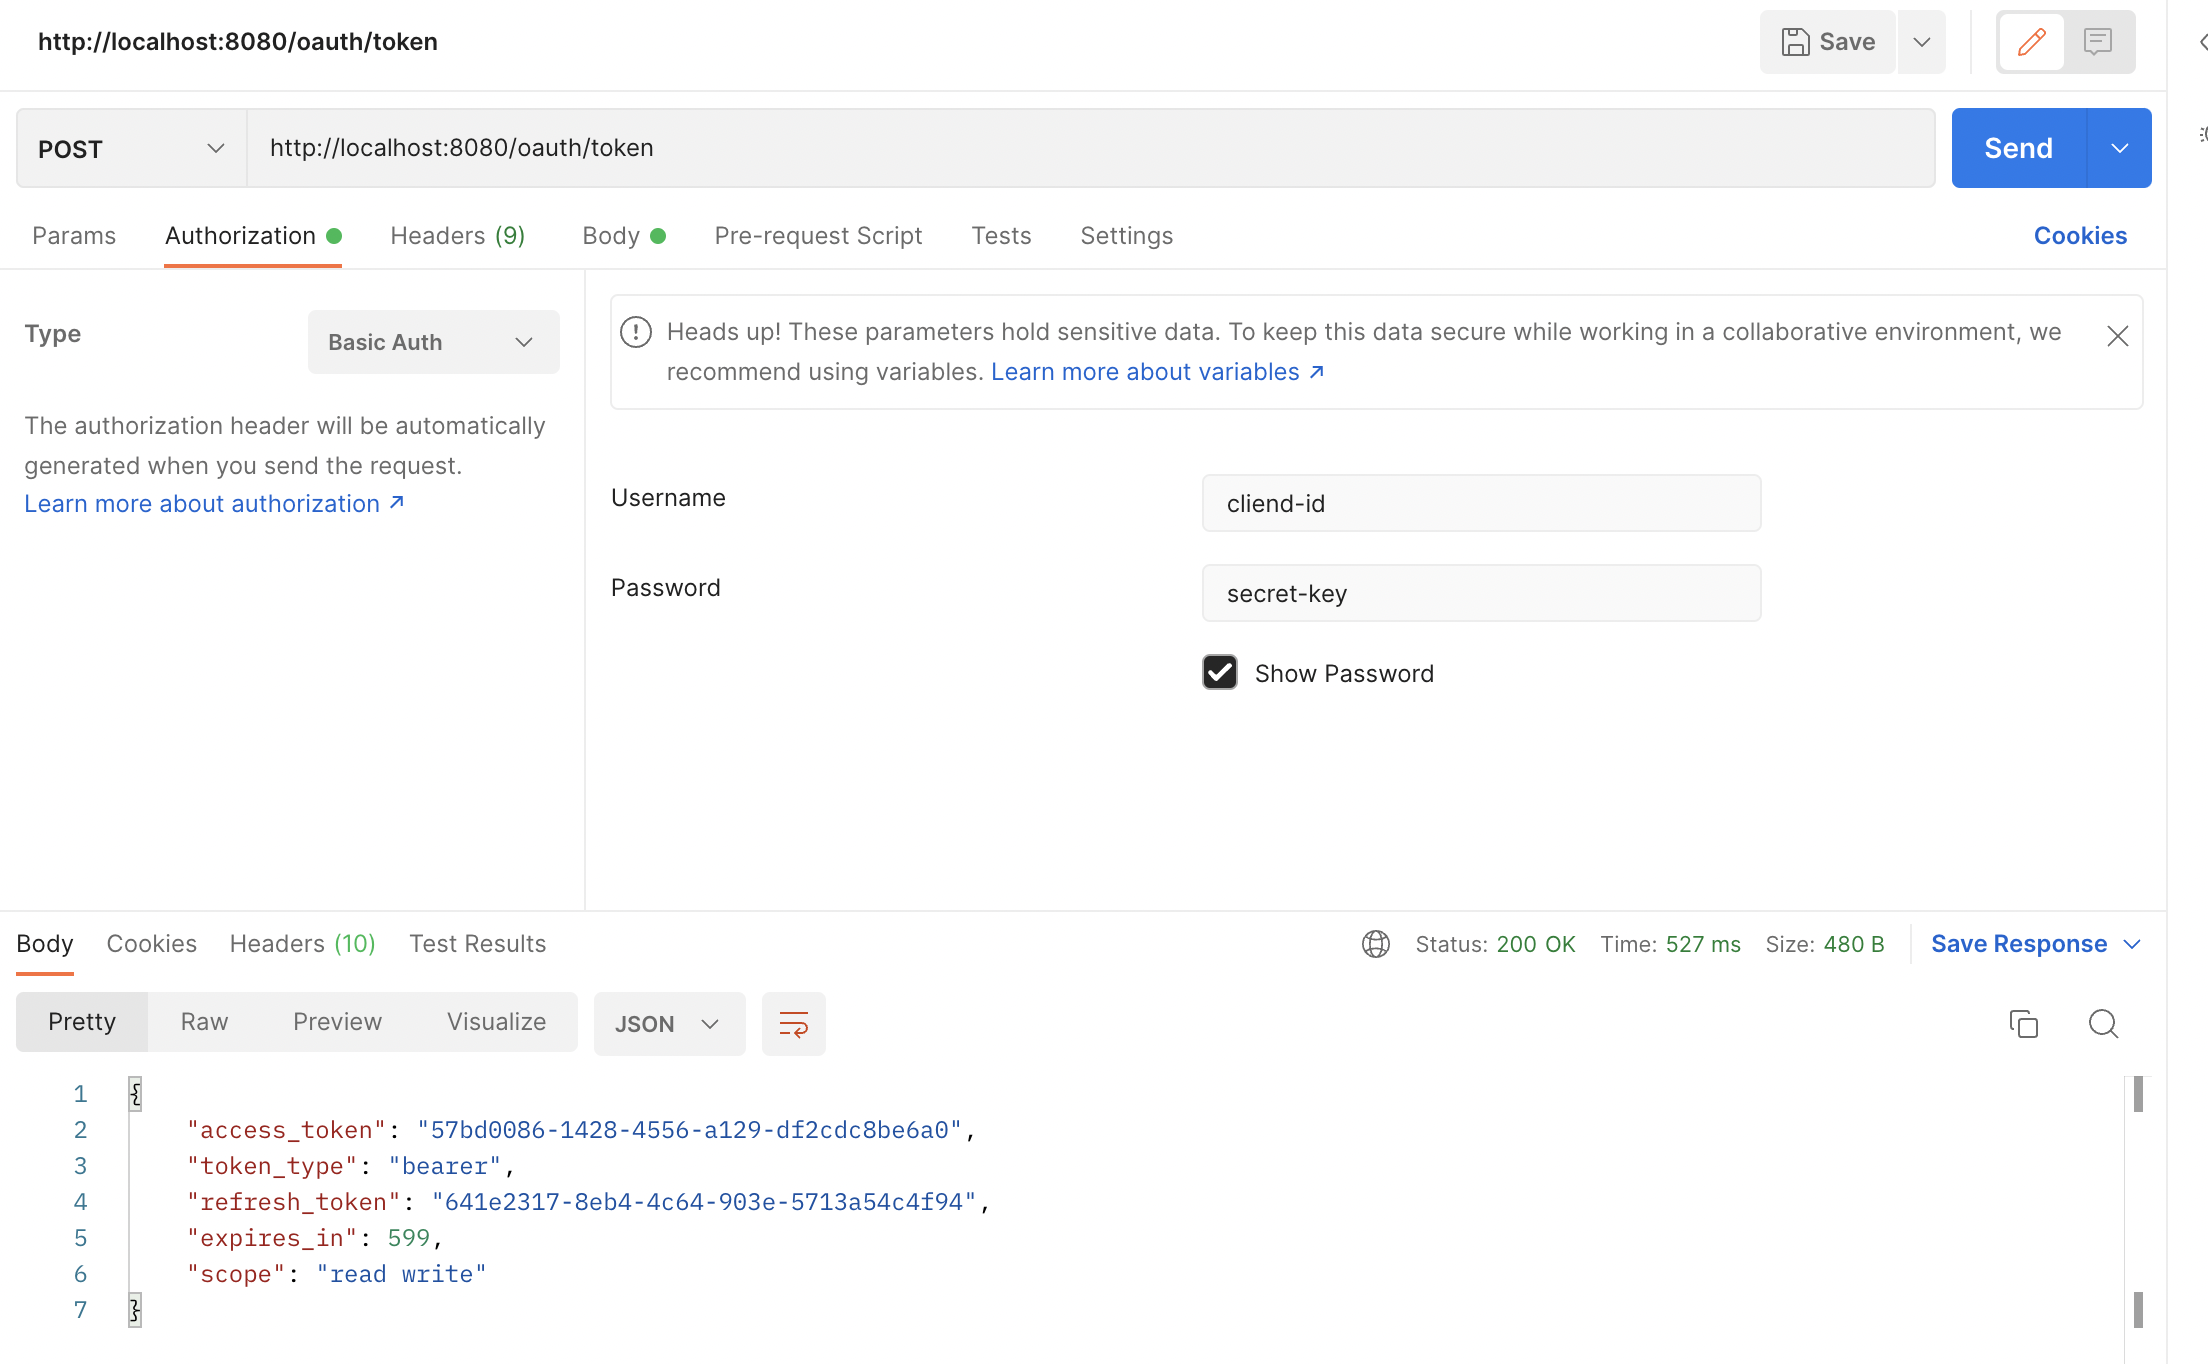 http://localhost:8080/oauth/token
Save
POST
http://localhost:8080/oauth/token
Send
Params Authorization Headers (9) Body Pre-request Script Tests Settings Cookies
Type
Basic Auth
The authorization header will be automatically
generated when you send the request.
Learn more about authorization ↗
Heads up! These parameters hold sensitive data. To keep this data secure while working in a collaborative environment, we
recommend using variables. Learn more about variables ↗
Username
cliend-id
Password
secret-key
Show Password
Body Cookies Headers (10) Test Results Status: 200 OK Time: 527 ms Size: 480 B Save Response
Pretty Raw Preview Visualize JSON
1 {
2 "access_token": "57bd0086-1428-4556-a129-df2cdc8be6a0",
3 "token_type": "bearer",
4 "refresh_token": "641e2317-8eb4-4c64-903e-5713a54c4f94",
5 "expires_in": 599,
6 "scope": "read write"
7 }